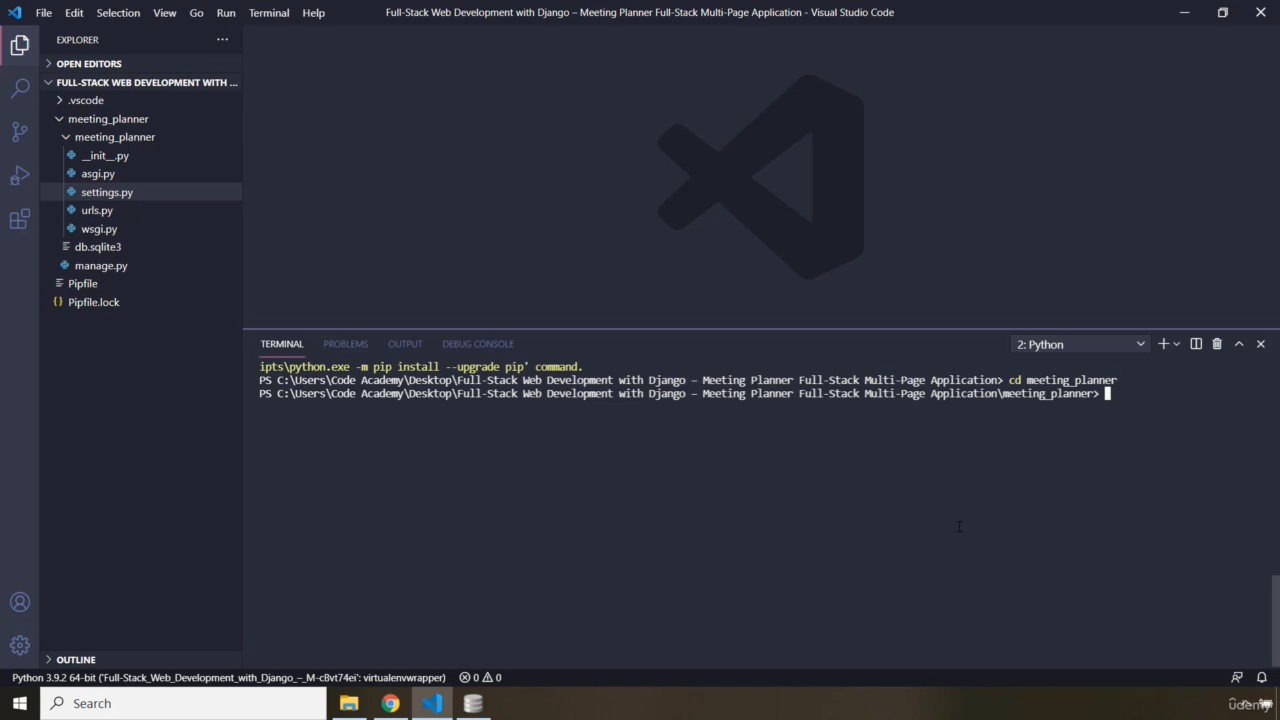 File Edit Selection View Go Run Terminal Help
Full-Stack Web Development with Django – Meeting Planner Full-Stack Multi-Page Application - Visual Studio Code
EXPLORER
OPEN EDITORS
FULL-STACK WEB DEVELOPMENT WITH ...
.vscode
meeting_planner
meeting_planner
__init__.py
asgi.py
settings.py
urls.py
wsgi.py
db.sqlite3
manage.py
Pipfile
{} Pipfile.lock
OUTLINE
TERMINAL PROBLEMS OUTPUT DEBUG CONSOLE
2: Python
ipts\python.exe -m pip install --upgrade pip' command.
PS C:\Users\Code Academy\Desktop\Full-Stack Web Development with Django – Meeting Planner Full-Stack Multi-Page Application> cd meeting_planner
PS C:\Users\Code Academy\Desktop\Full-Stack Web Development with Django – Meeting Planner Full-Stack Multi-Page Application\meeting_planner>
Python 3.9.2 64-bit ('Full-Stack_Web_Development_with_Django_–_M-cBvt74ei': virtualenvwrapper) 0 0
Search
Udemy